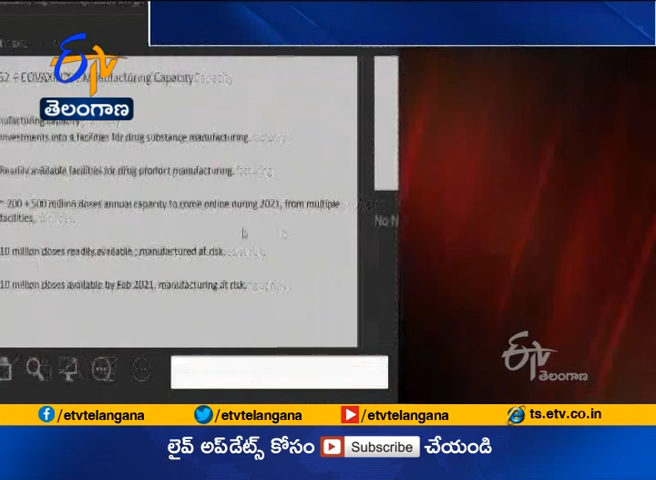 ETV
తెలంగాణ
Manufacturing Capacity
investments into 4 facilities for drug substance manufacturing.
Readily available facilities for drug product manufacturing.
~ 200 + 500 million doses annual capacity to come online during 2021, from multiple
facilities.
10 million doses readily available ; manufactured at risk.
10 million doses available by Feb 2021, manufacturing at risk.
No N
ETV
తెలంగాణ
/etvtelangana
/etvtelangana
/etvtelangana
ts.etv.co.in
లైవ్ అప్‌డేట్స్ కోసం Subscribe చేయండి